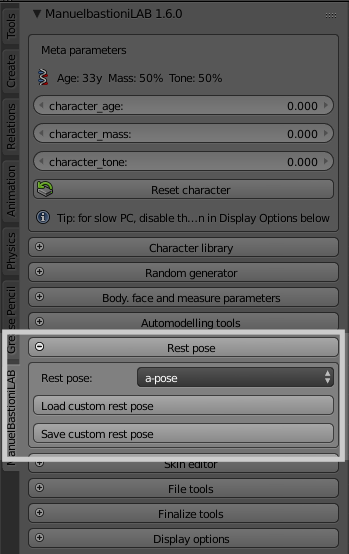 ManuelbastioniLAB 1.6.0
Meta parameters
Age: 33y Mass: 50% Tone: 50%
character_age: 0.000
character_mass: 0.000
character_tone: 0.000
Reset character
Tip: for slow PC, disable th...n in Display Options below
Character library
Random generator
Body. face and measure parameters
Automodelling tools
Rest pose
Rest pose: a-pose
Load custom rest pose
Save custom rest pose
Skin editor
File tools
Finalize tools
Display options
Tools
Create
Relations
Animation
Physics
Grease Pencil
ManuelBastioniLAB